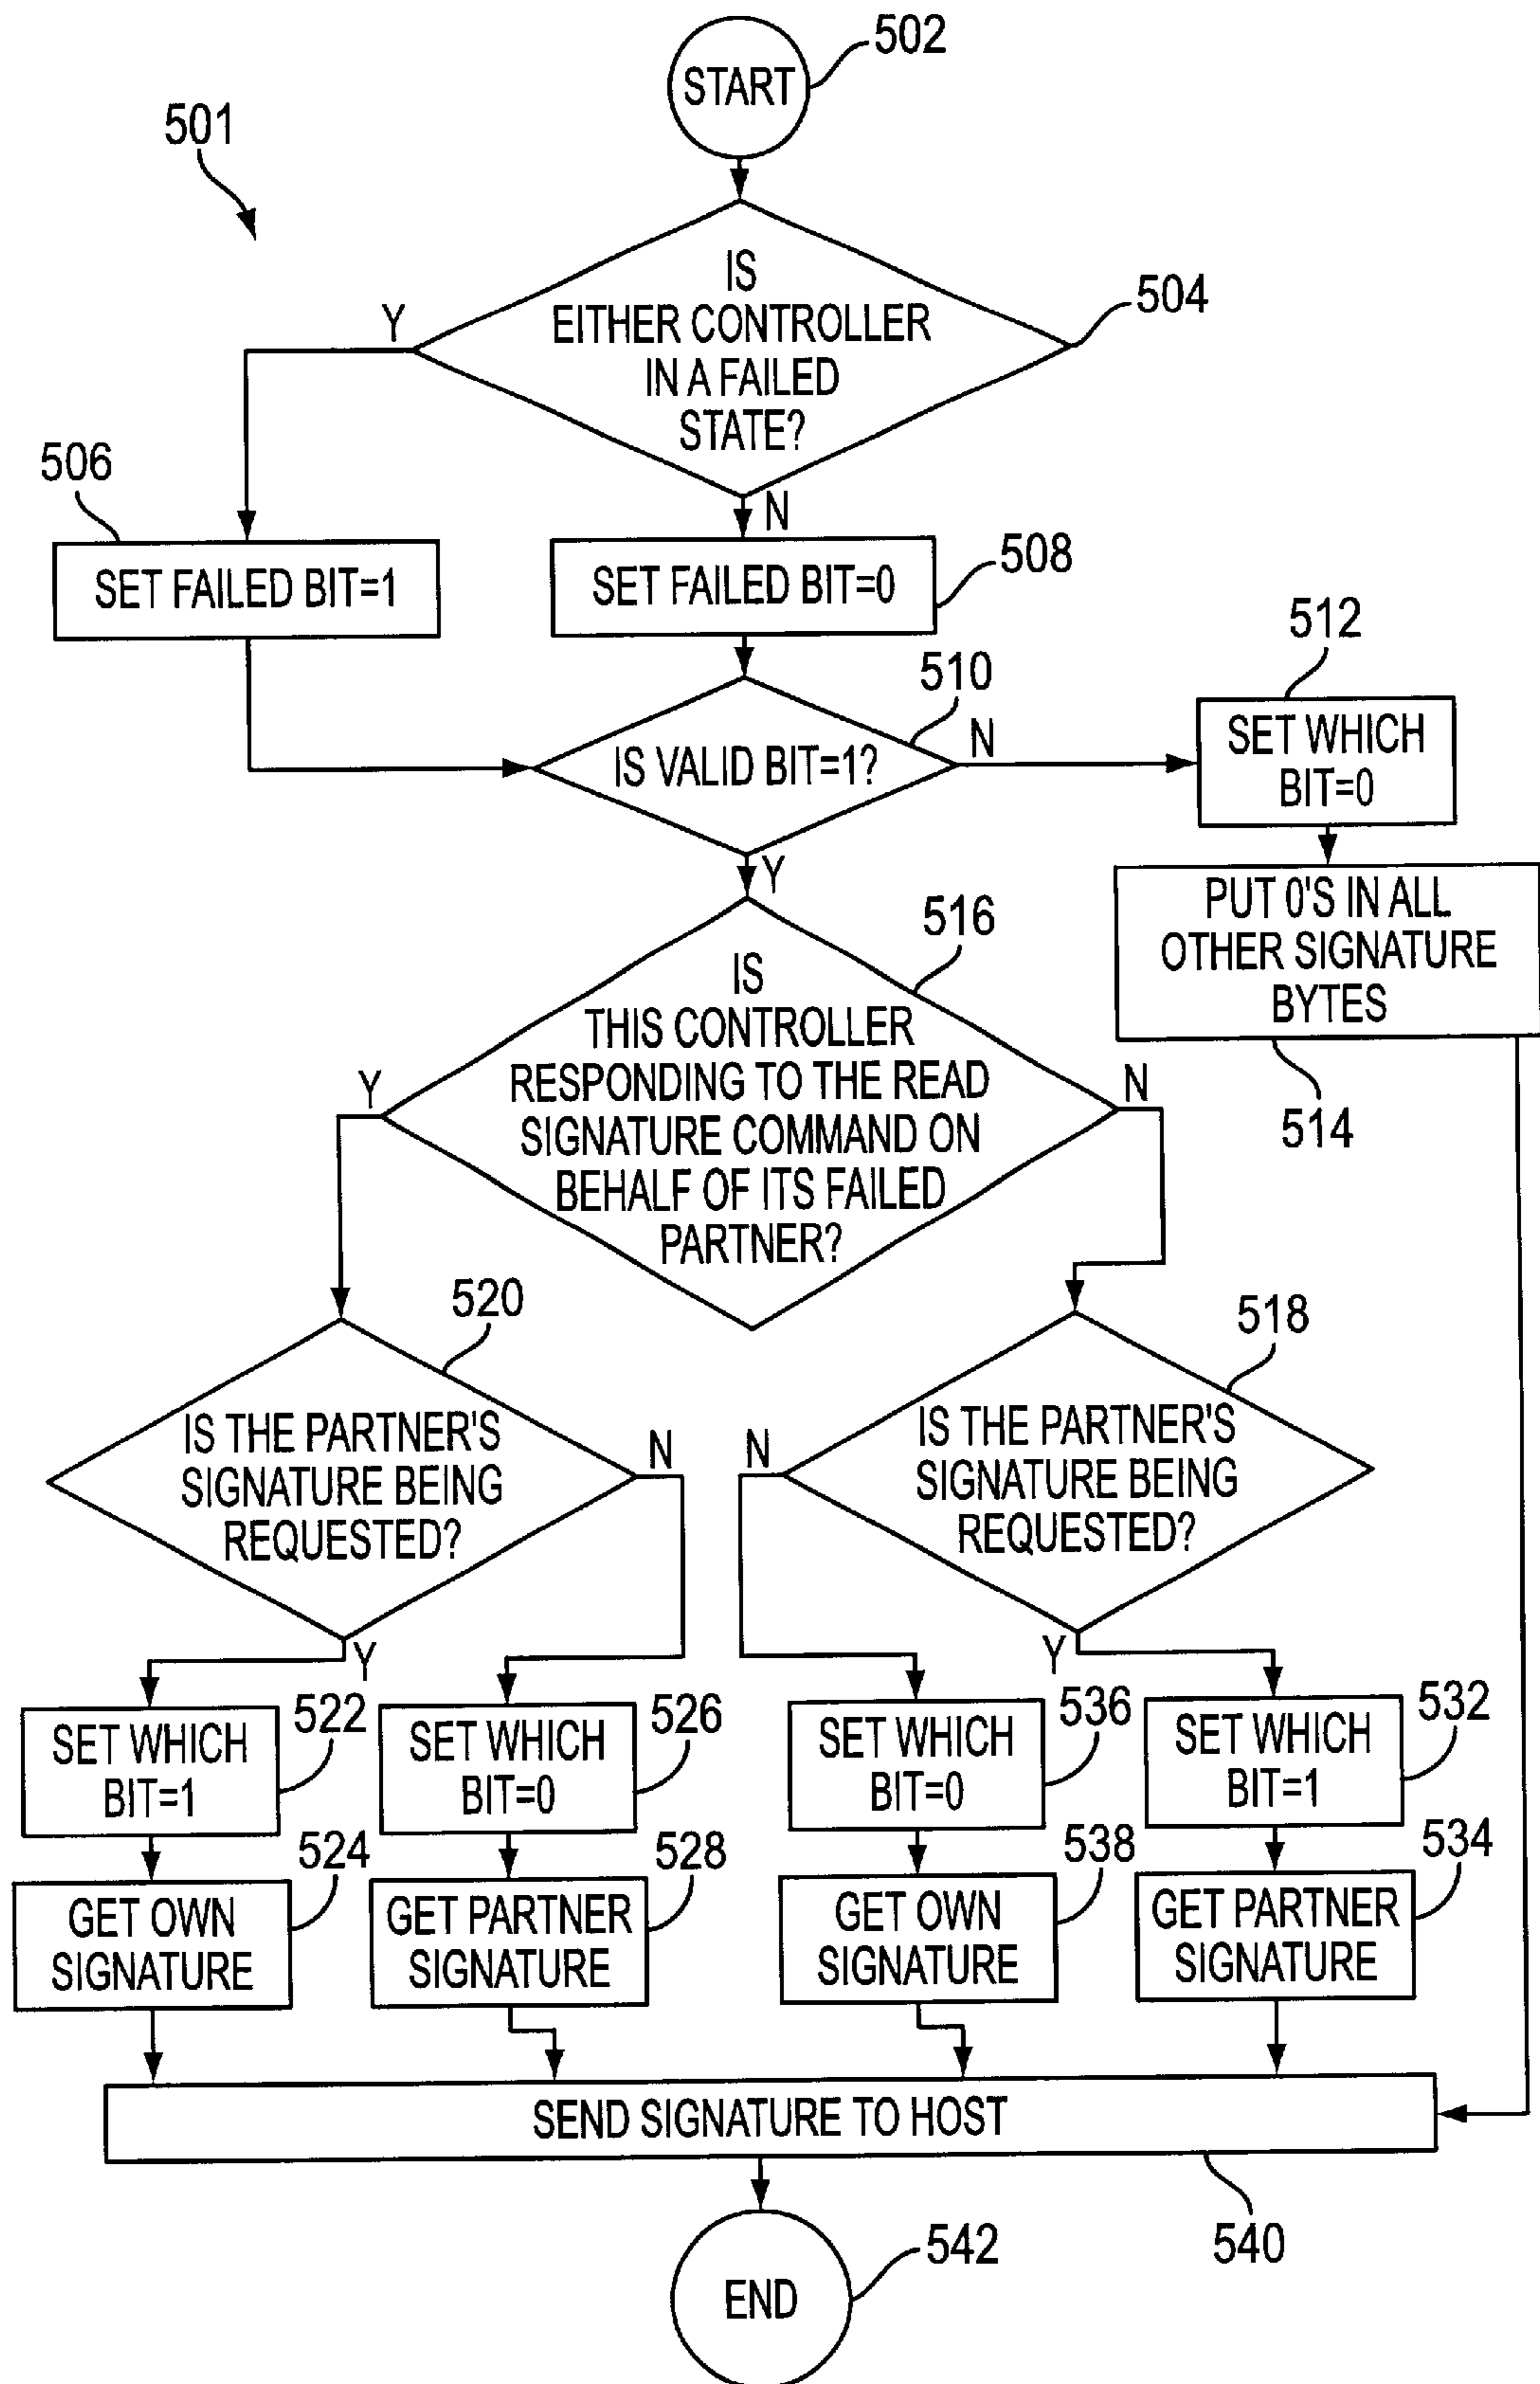 502
START
501
IS
EITHER CONTROLLER
IN A FAILED
STATE?
504
Y
N
506
SET FAILED BIT=1
SET FAILED BIT=0
508
510
IS VALID BIT=1?
N
Y
512
SET WHICH
BIT=0
PUT 0'S IN ALL
OTHER SIGNATURE
BYTES
514
516
IS
THIS CONTROLLER
RESPONDING TO THE READ
SIGNATURE COMMAND ON
BEHALF OF ITS FAILED
PARTNER?
Y
N
520
IS THE PARTNER'S
SIGNATURE BEING
REQUESTED?
N
Y
518
IS THE PARTNER'S
SIGNATURE BEING
REQUESTED?
N
Y
SET WHICH
BIT=1
522
SET WHICH
BIT=0
526
SET WHICH
BIT=0
536
SET WHICH
BIT=1
532
GET OWN
SIGNATURE
524
GET PARTNER
SIGNATURE
528
GET OWN
SIGNATURE
538
GET PARTNER
SIGNATURE
534
SEND SIGNATURE TO HOST
540
END
542